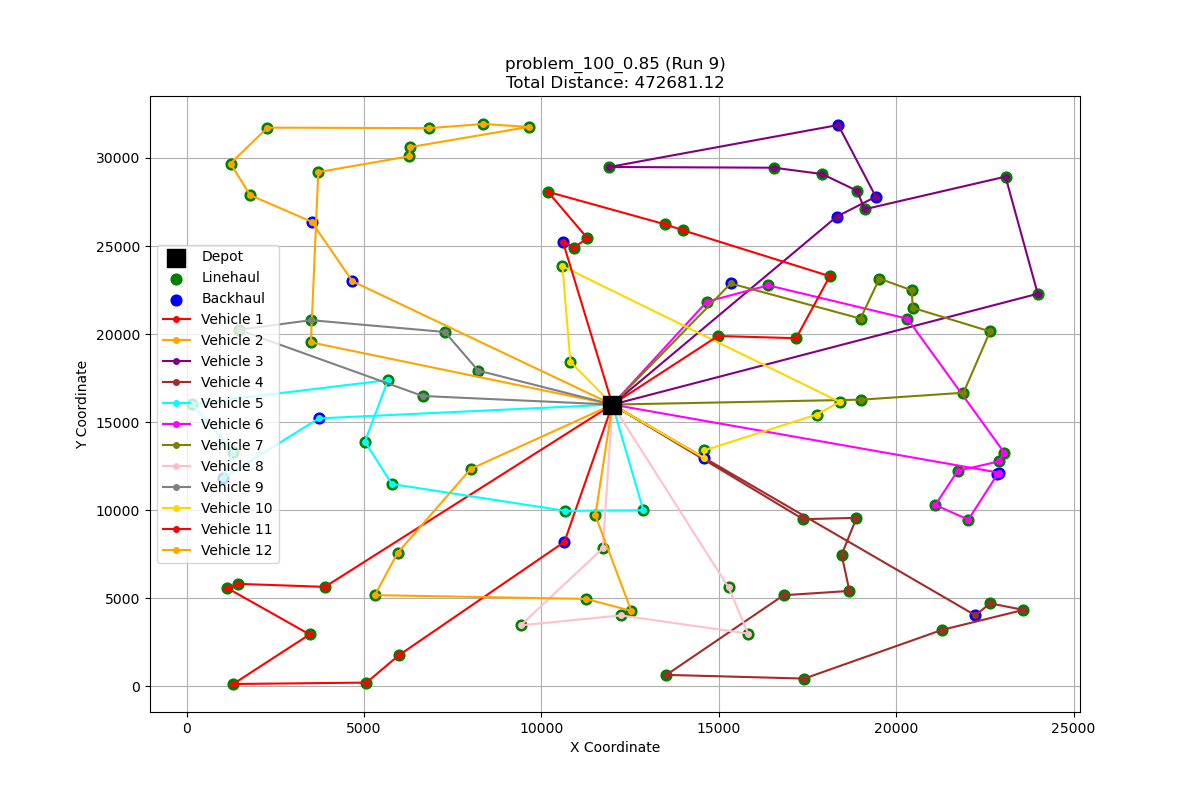 problem_100_0.85 (Run 9)
Total Distance: 472681.12
Y Coordinate
30000
25000
20000
15000
10000
5000
0
Depot
Linehaul
Backhaul
Vehicle 1
Vehicle 2
Vehicle 3
Vehicle 4
Vehicle 5
Vehicle 6
Vehicle 7
Vehicle 8
Vehicle 9
Vehicle 10
Vehicle 11
Vehicle 12
0 5000 10000 15000 20000 25000
X Coordinate